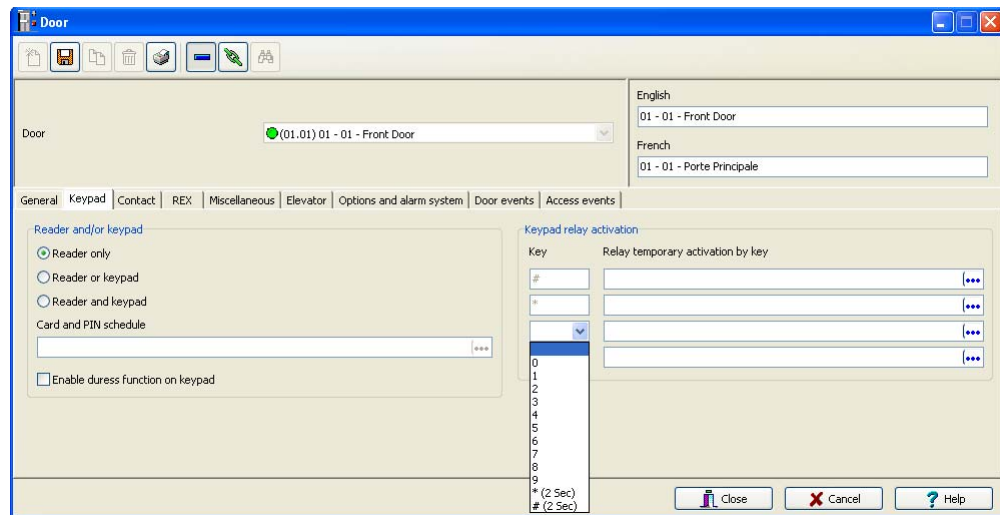 Door
English
01 - 01 - Front Door
Door
(01.01) 01 - 01 - Front Door
French
01 - 01 - Porte Principale
General Keypad Contact REX Miscellaneous Elevator Options and alarm system Door events Access events
Reader and/or keypad
Reader only
Reader or keypad
Reader and keypad
Card and PIN schedule
Enable duress function on keypad
Keypad relay activation
Key Relay temporary activation by key
#
*
0
1
2
3
4
5
6
7
8
9
* (2 Sec)
# (2 Sec)
Close Cancel ? Help